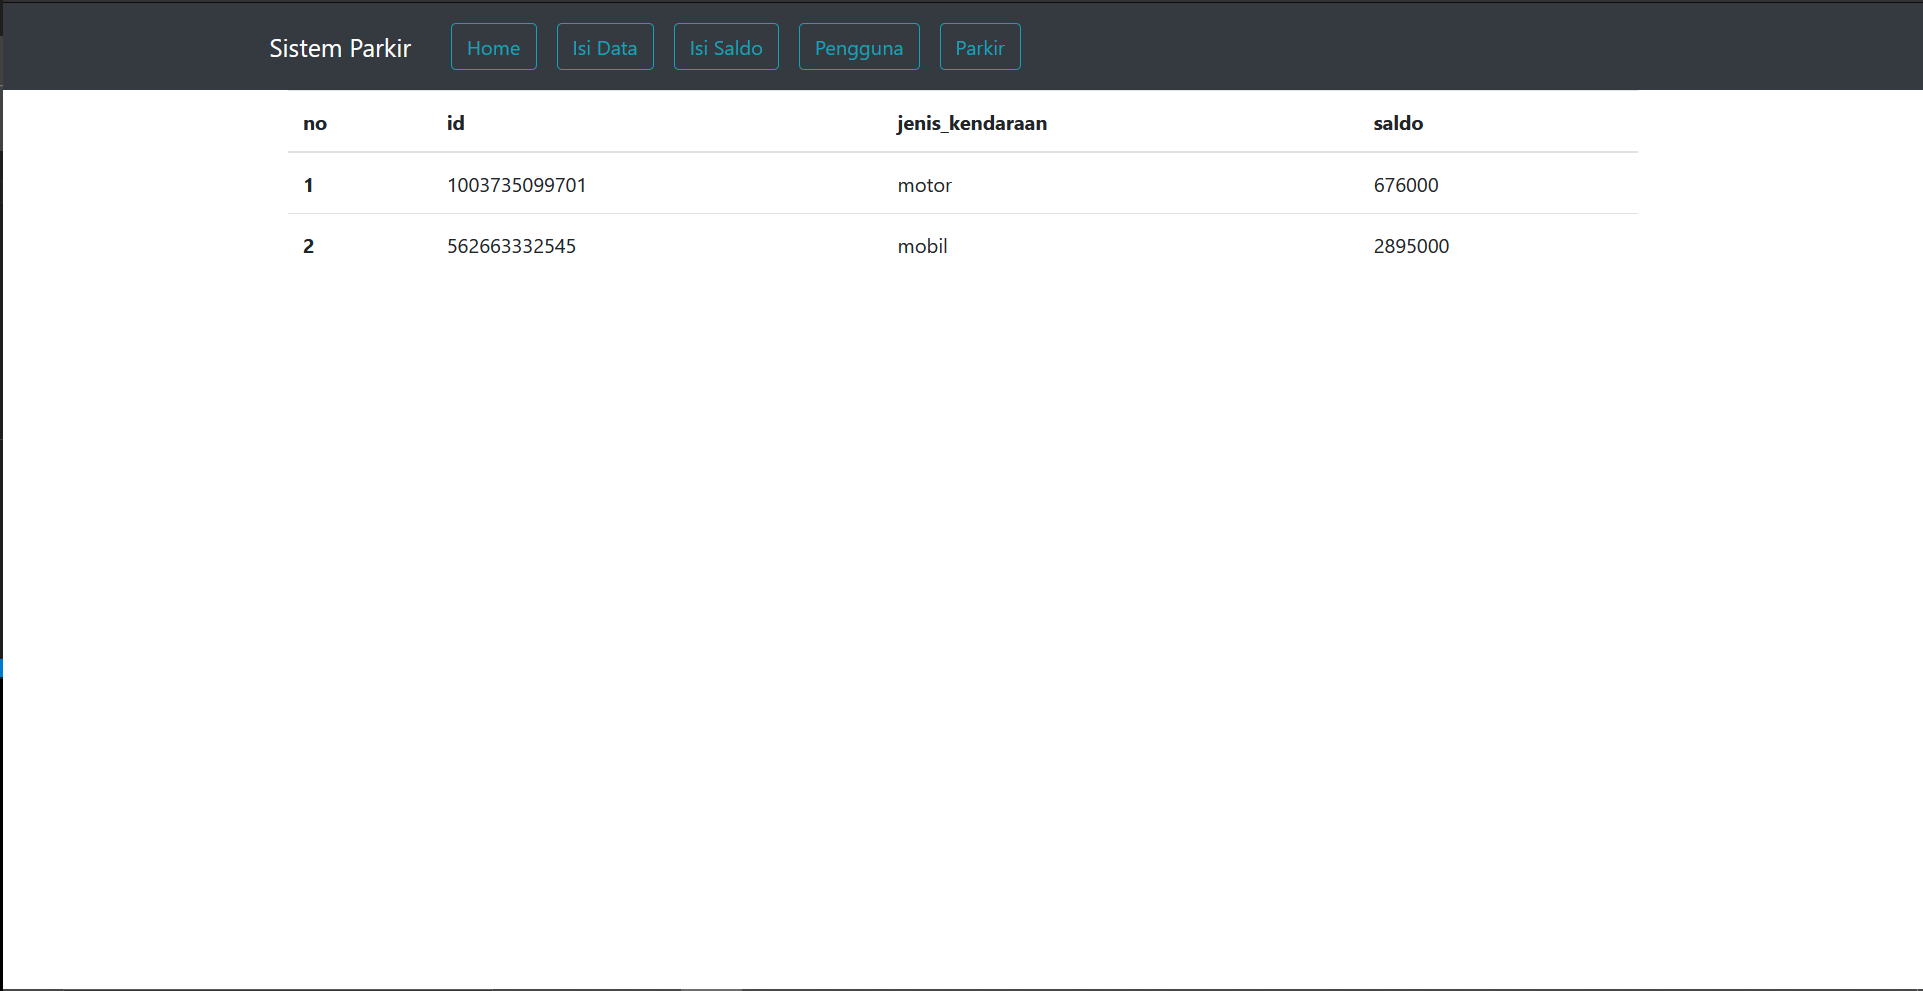 Sistem Parkir Home Isi Data Isi Saldo Pengguna Parkir
no id jenis_kendaraan saldo
1 1003735099701 motor 676000
2 562663332545 mobil 2895000